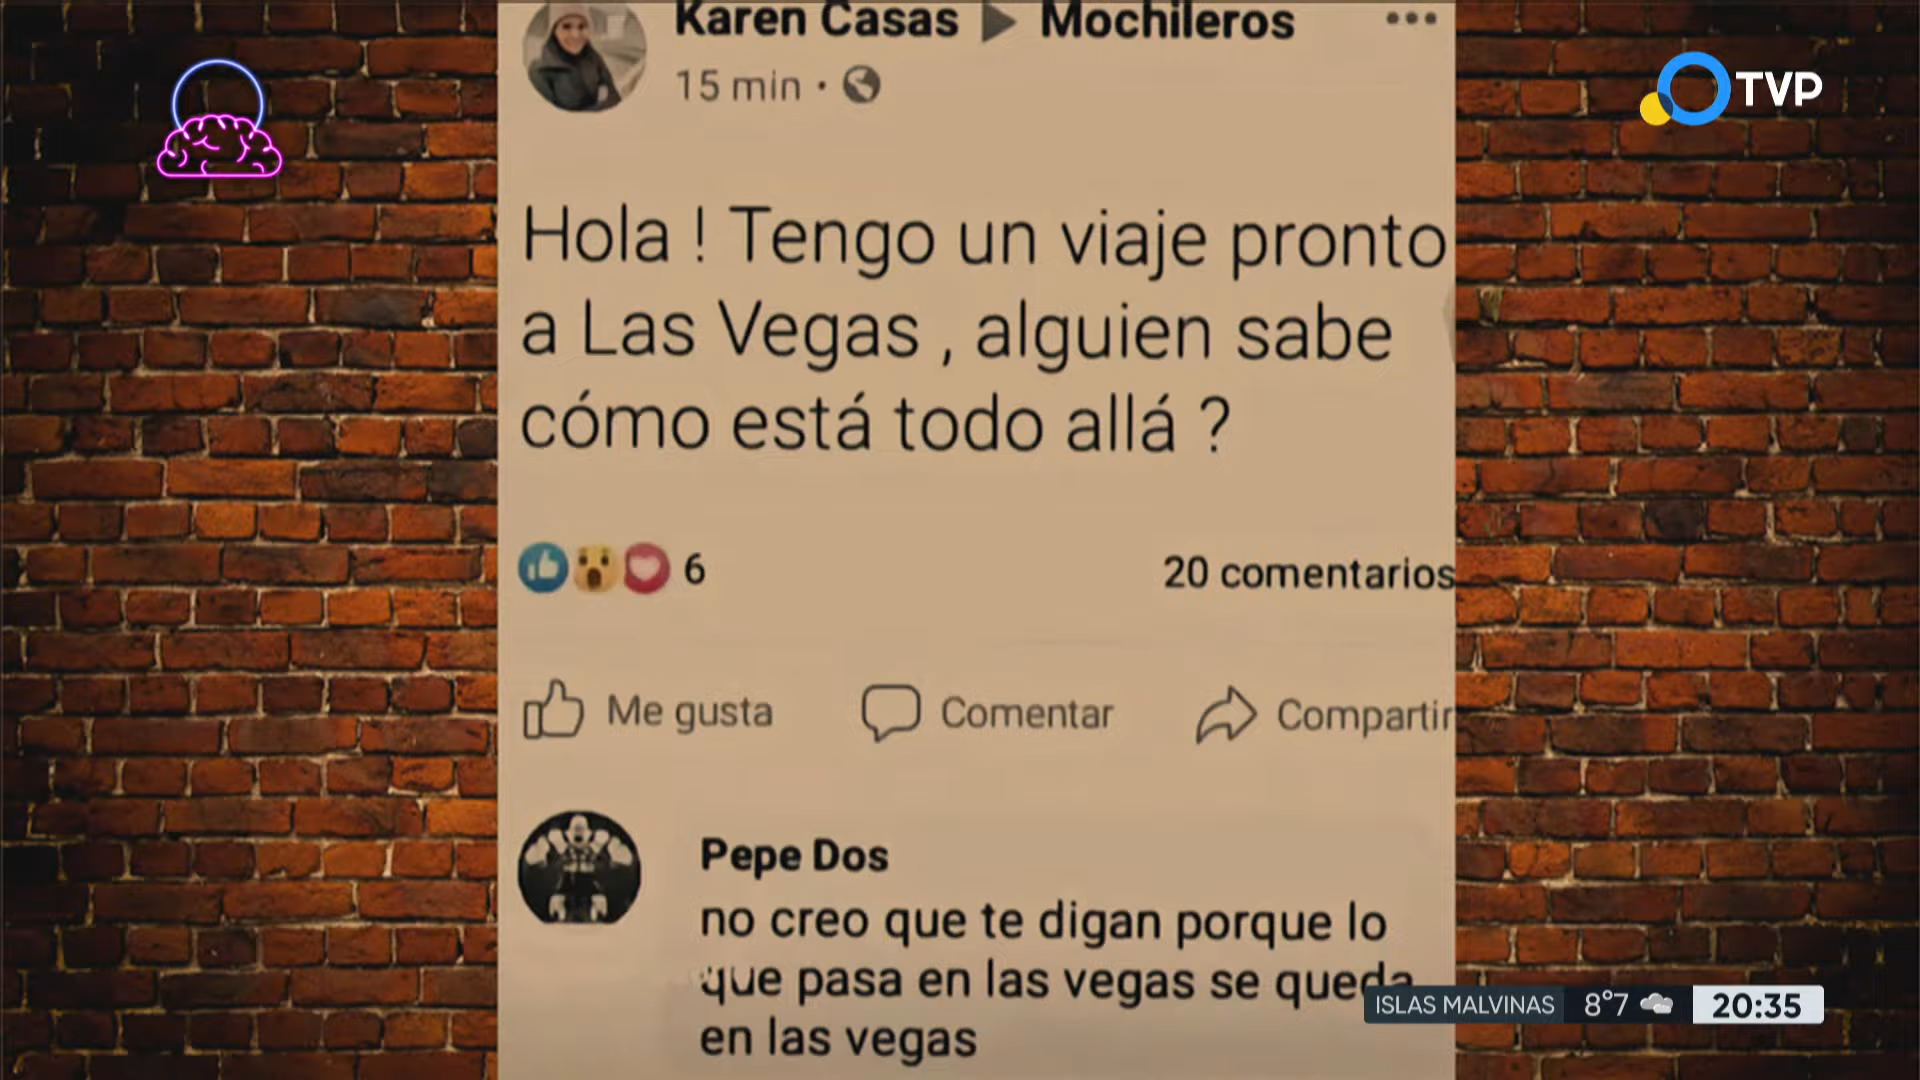 Karen Casas ▶ Mochileros
15 min ·
TVP
Hola ! Tengo un viaje pronto
a Las Vegas , alguien sabe
cómo está todo allá ?
6
20 comentarios
Me gusta
Comentar
Compartir
Pepe Dos
no creo que te digan porque lo
que pasa en las vegas se queda
en las vegas
ISLAS MALVINAS 8°7 20:35